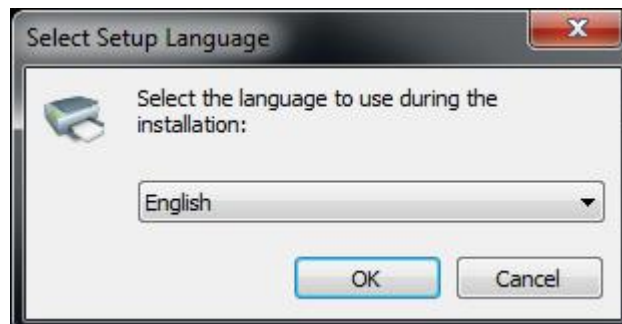 Select Setup Language
Select the language to use during the
installation:
English
OK
Cancel